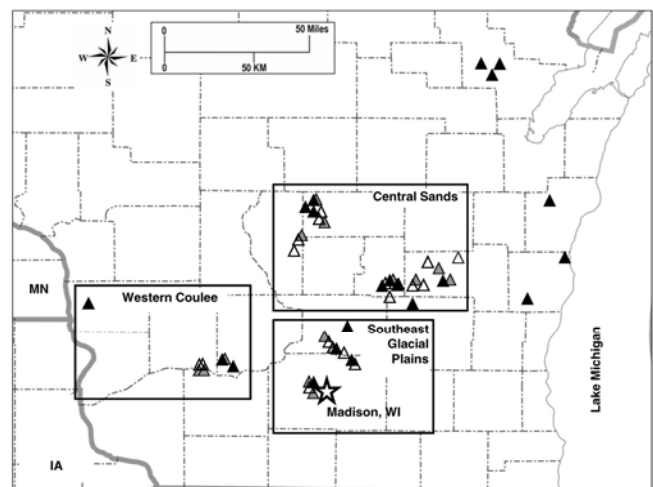 N
W E
S
0 50 Miles
0 50 KM
Central Sands
MN
Western Coulee
Southeast
Glacial
Plains
Madison, WI
Lake Michigan
IA